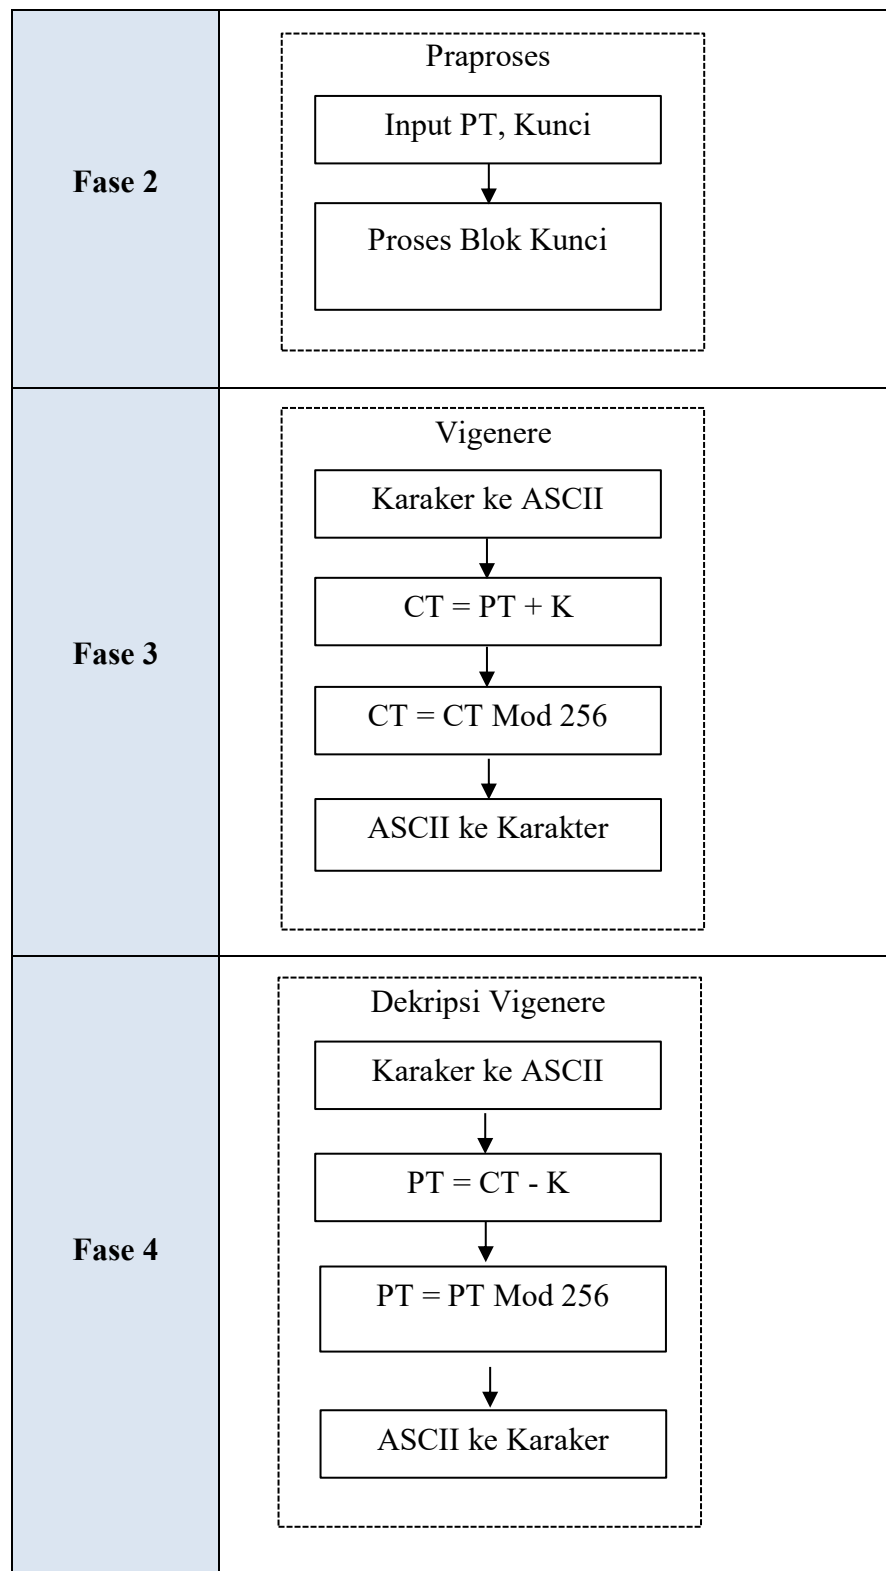 Fase 2
Praproses
Input PT, Kunci
Proses Blok Kunci
Fase 3
Vigenere
Karaker ke ASCII
CT = PT + K
CT = CT Mod 256
ASCII ke Karakter
Fase 4
Dekripsi Vigenere
Karaker ke ASCII
PT = CT - K
PT = PT Mod 256
ASCII ke Karaker